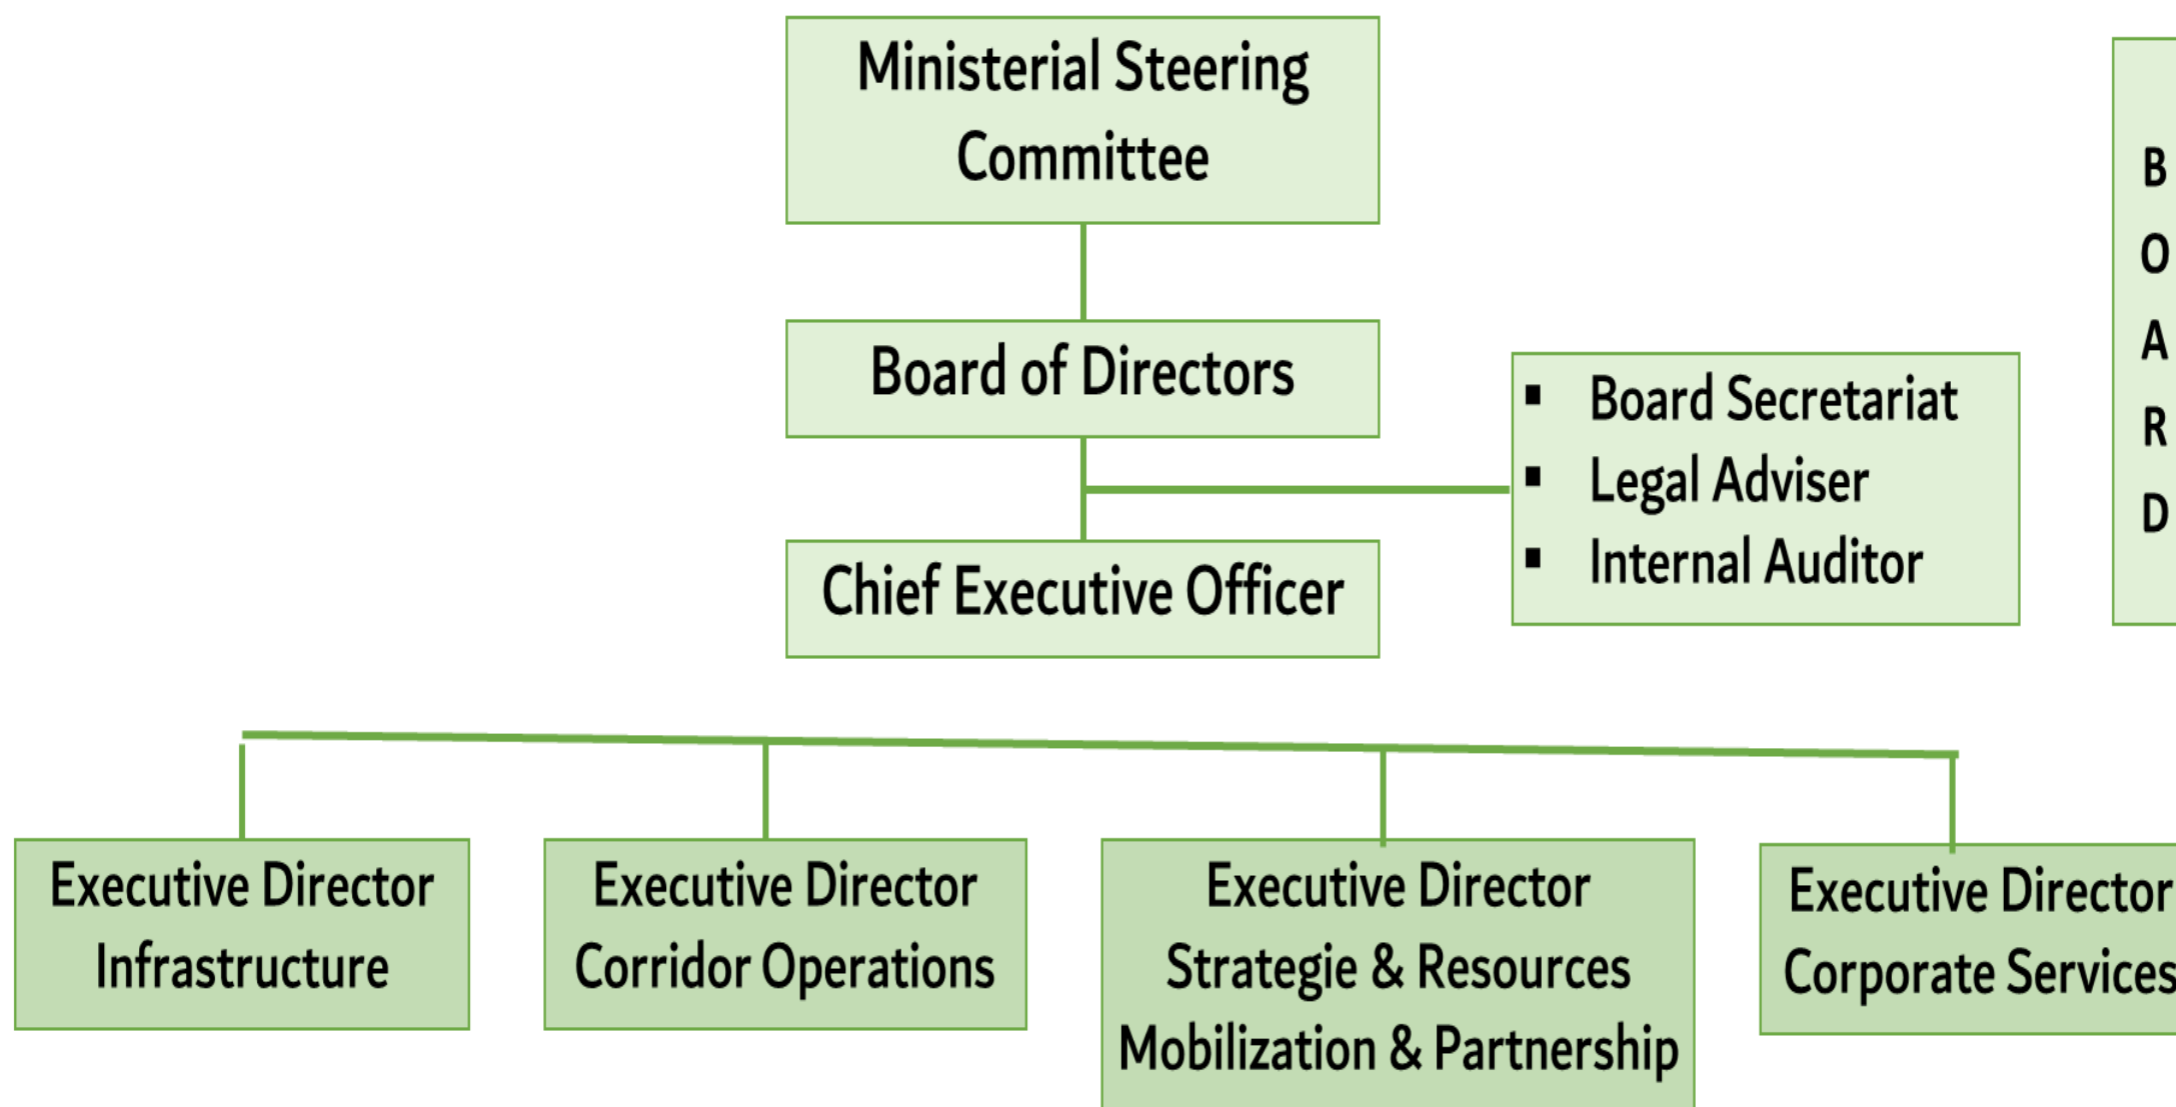 Ministerial Steering
Committee
Board of Directors
▪ Board Secretariat
▪ Legal Adviser
▪ Internal Auditor
Chief Executive Officer
B
O
A
R
D
Executive Director
Infrastructure
Executive Director
Corridor Operations
Executive Director
Strategie & Resources
Mobilization & Partnership
Executive Director
Corporate Services